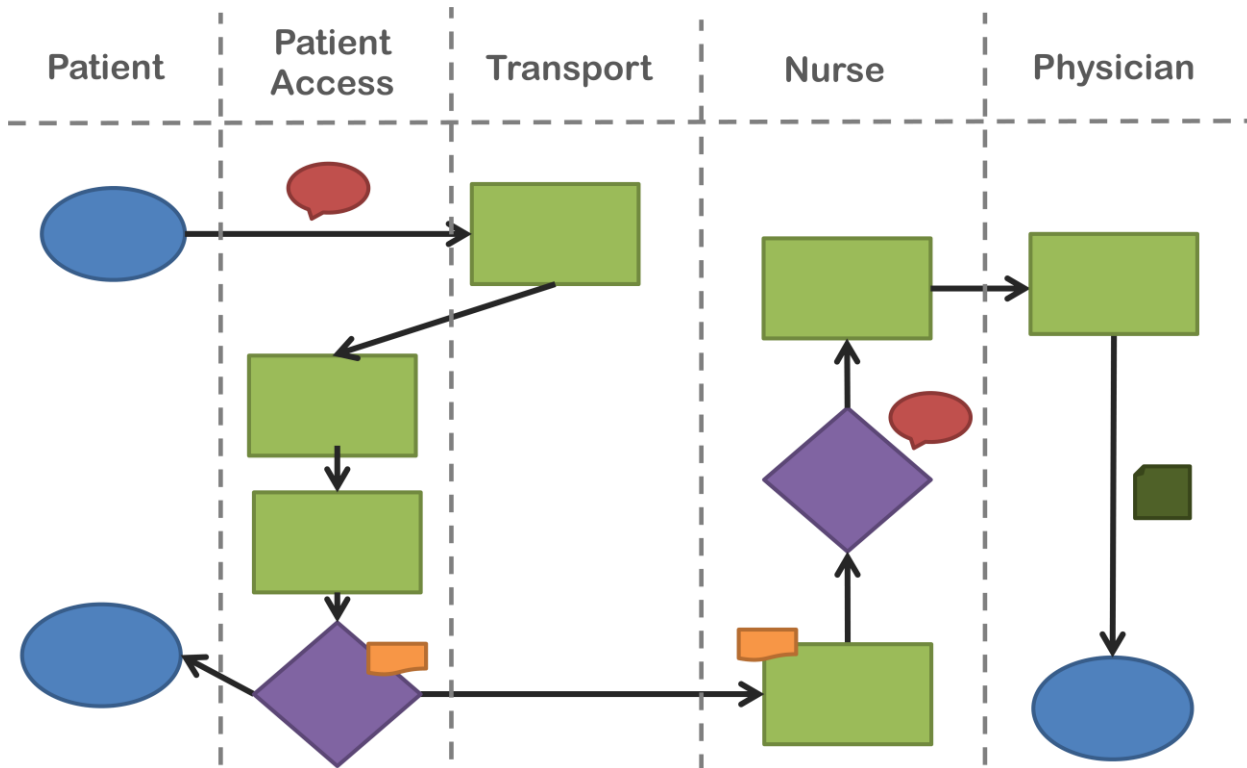 Patient
Patient
Access
Transport
Nurse
Physician